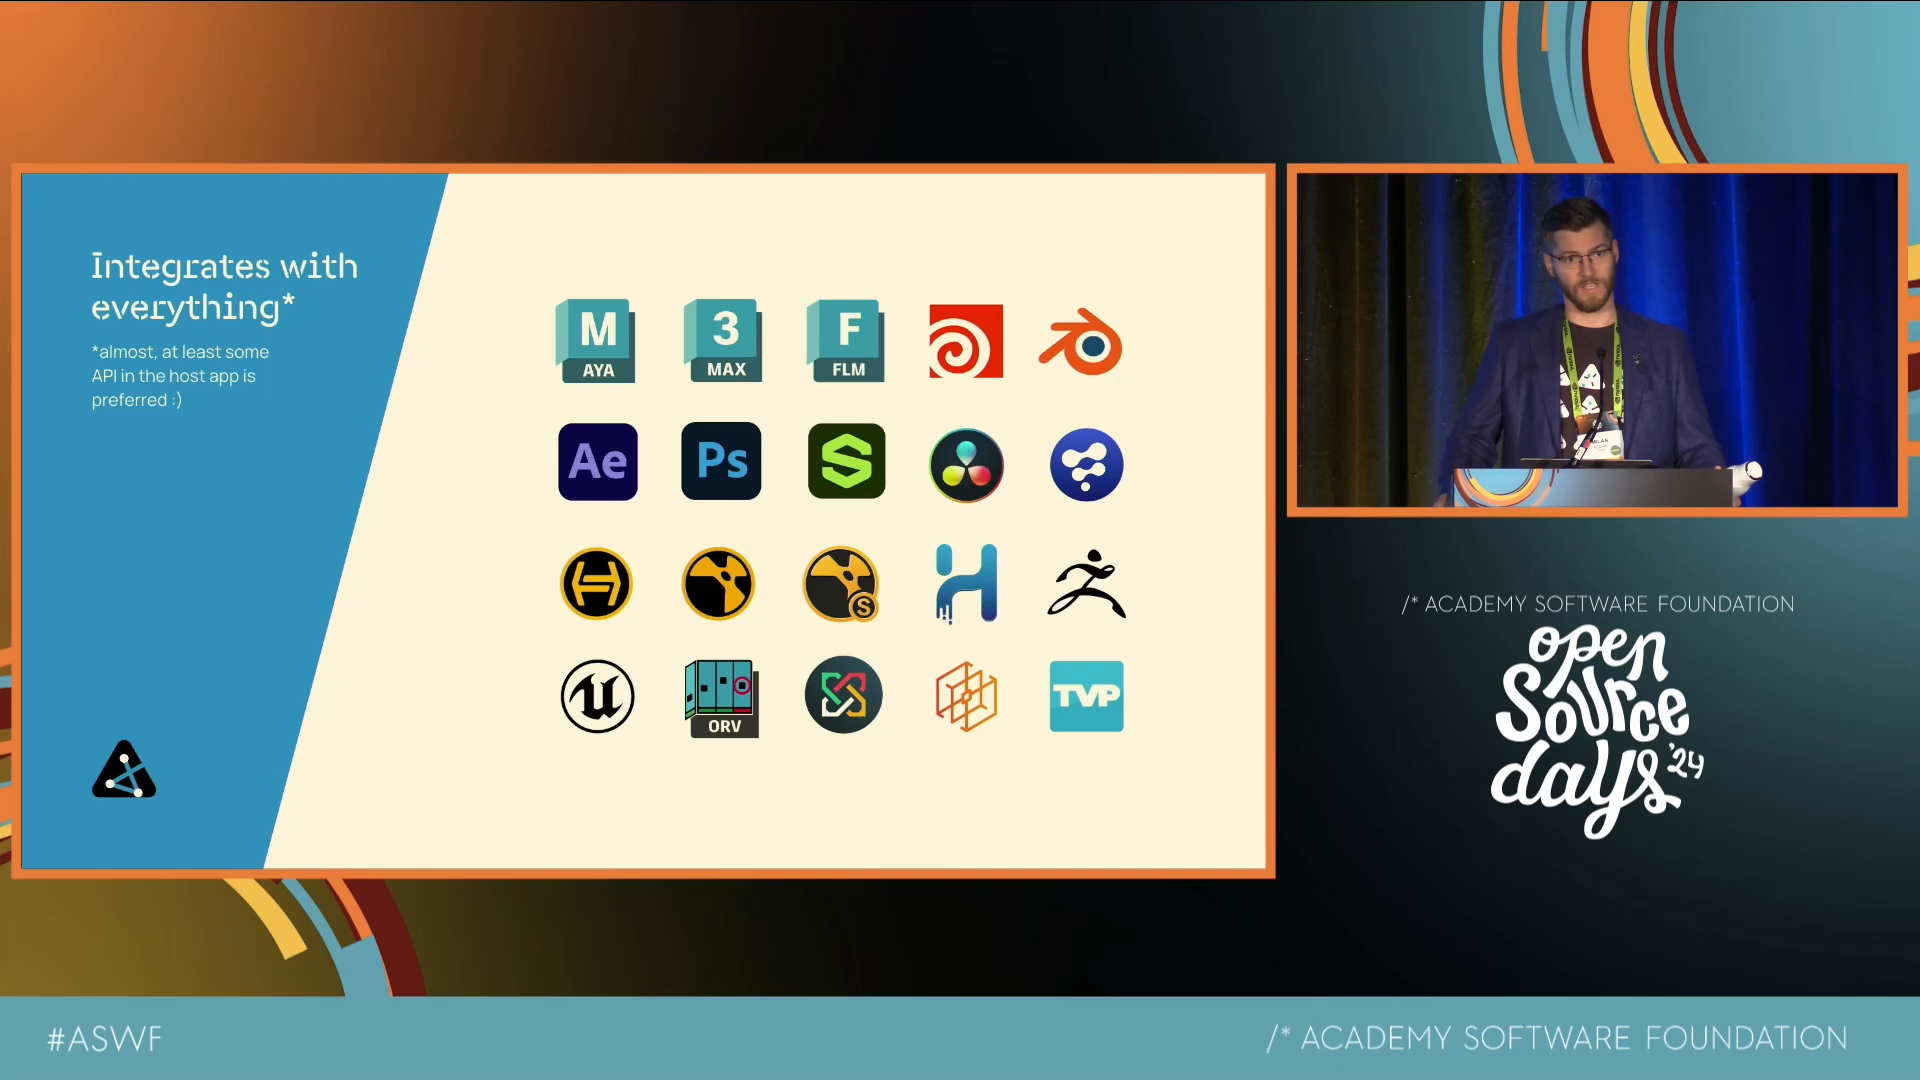 Integrates with
everything*
*almost, at least some
API in the host app is
preferred :)
M
AYA
3
MAX
F
FLM
Ae
Ps
S
S
U
ORV
TVP
/* ACADEMY SOFTWARE FOUNDATION
open
source
days '24
#ASWF
/* ACADEMY SOFTWARE FOUNDATION